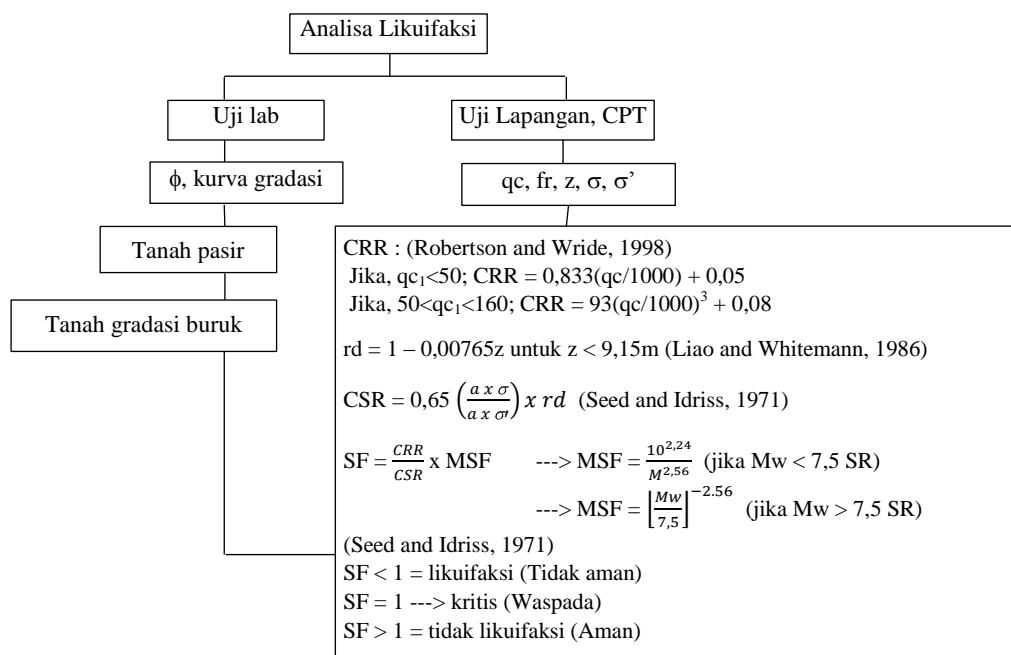 Analisa Likuifaksi
Uji lab
Uji Lapangan, CPT
ϕ, kurva gradasi
qc, fr, z, σ, σ’
Tanah pasir
Tanah gradasi buruk
CRR : (Robertson and Wride, 1998)
Jika, qc₁<50; CRR = 0,833(qc/1000) + 0,05
Jika, 50<qc₁<160; CRR = 93(qc/1000)³ + 0,08
rd = 1 – 0,00765z untuk z < 9,15m (Liao and Whitemann, 1986)
CSR = 0,65 (a x σ / a x σ′) x rd (Seed and Idriss, 1971)
SF = CRR/CSR x MSF ---> MSF = 10^2,24 / M^2,56 (jika Mw < 7,5 SR)
---> MSF = ⌊Mw/7,5⌋^−2.56 (jika Mw > 7,5 SR)
(Seed and Idriss, 1971)
SF < 1 = likuifaksi (Tidak aman)
SF = 1 ---> kritis (Waspada)
SF > 1 = tidak likuifaksi (Aman)